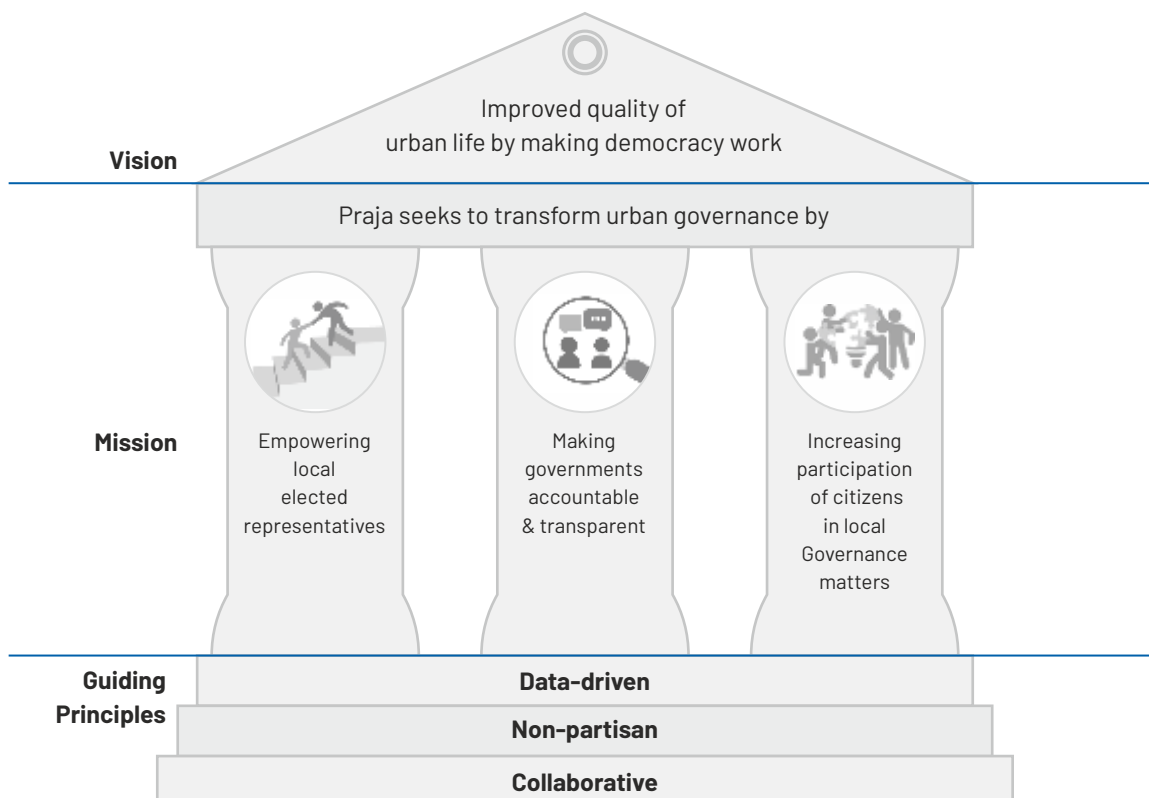 Improved quality of
urban life by making democracy work
Vision
Praja seeks to transform urban governance by
Mission
Empowering
local
elected
representatives
Making
governments
accountable
& transparent
Increasing
participation
of citizens
in local
Governance
matters
Guiding
Principles
Data-driven
Non-partisan
Collaborative